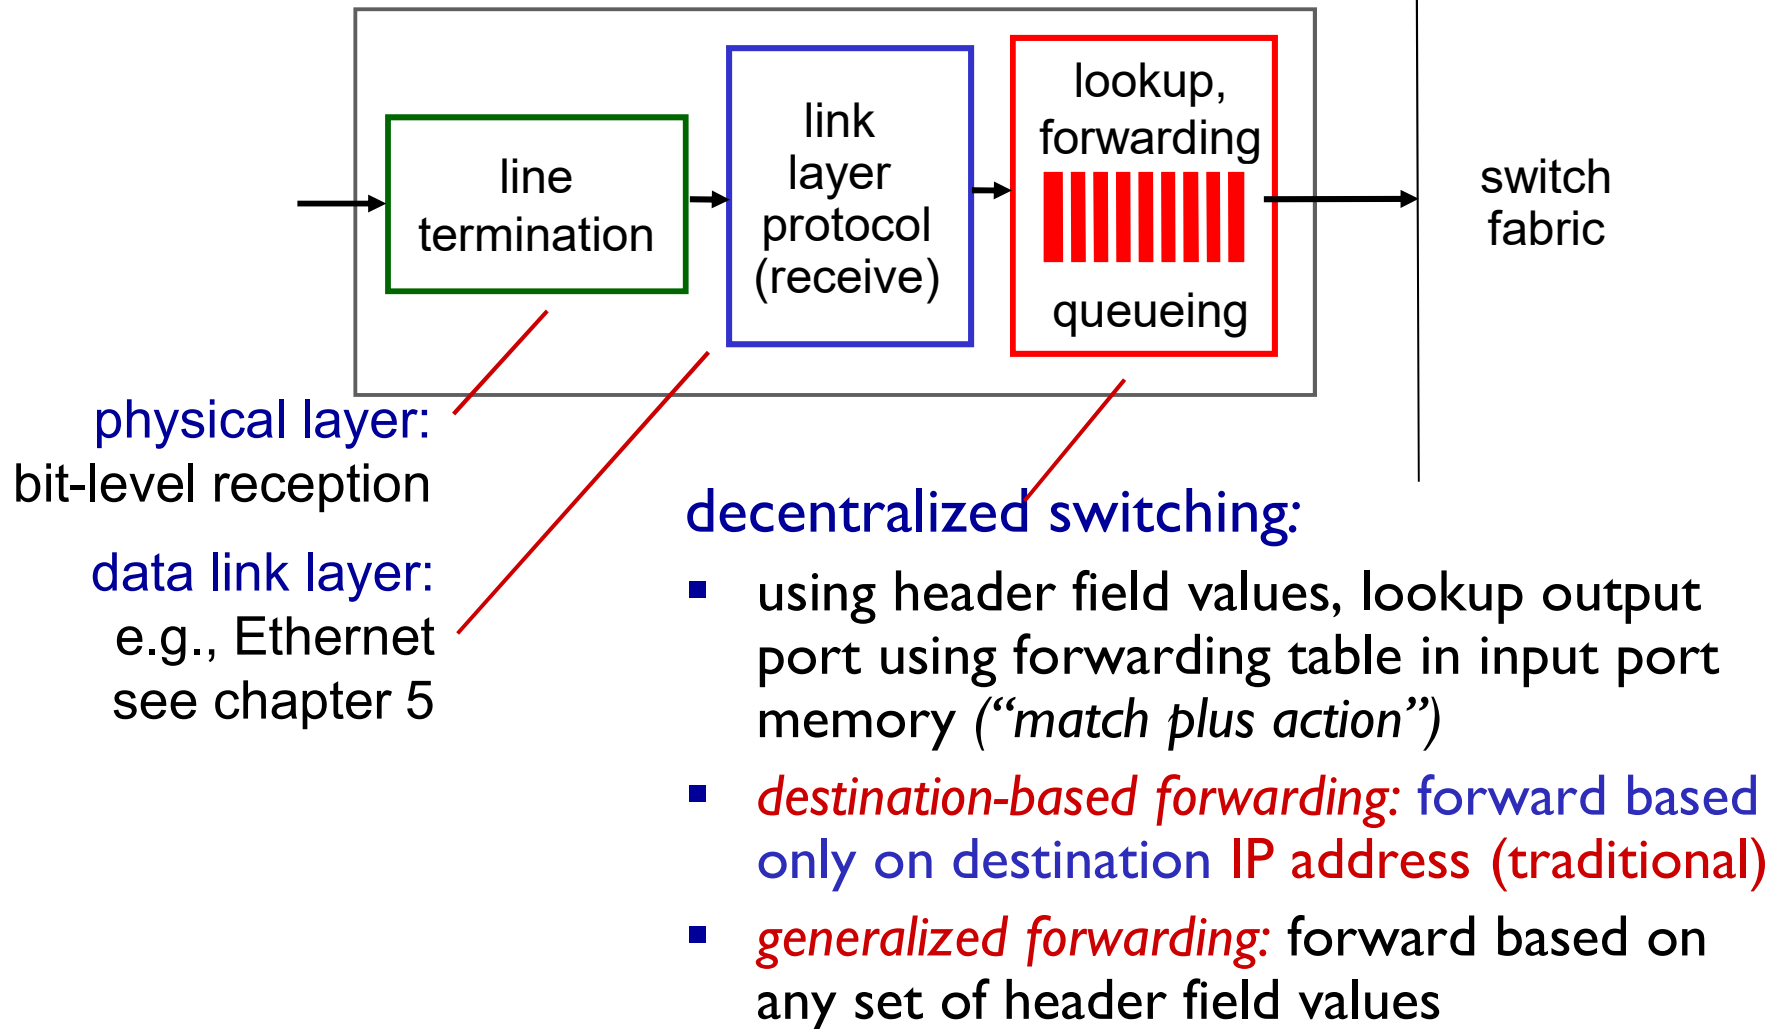 line
termination
link
layer
protocol
(receive)
lookup,
forwarding
queueing
switch
fabric
physical layer:
bit-level reception
data link layer:
e.g., Ethernet
see chapter 5
decentralized switching:
using header field values, lookup output
port using forwarding table in input port
memory (“match plus action”)
destination-based forwarding: forward based
only on destination IP address (traditional)
generalized forwarding: forward based on
any set of header field values